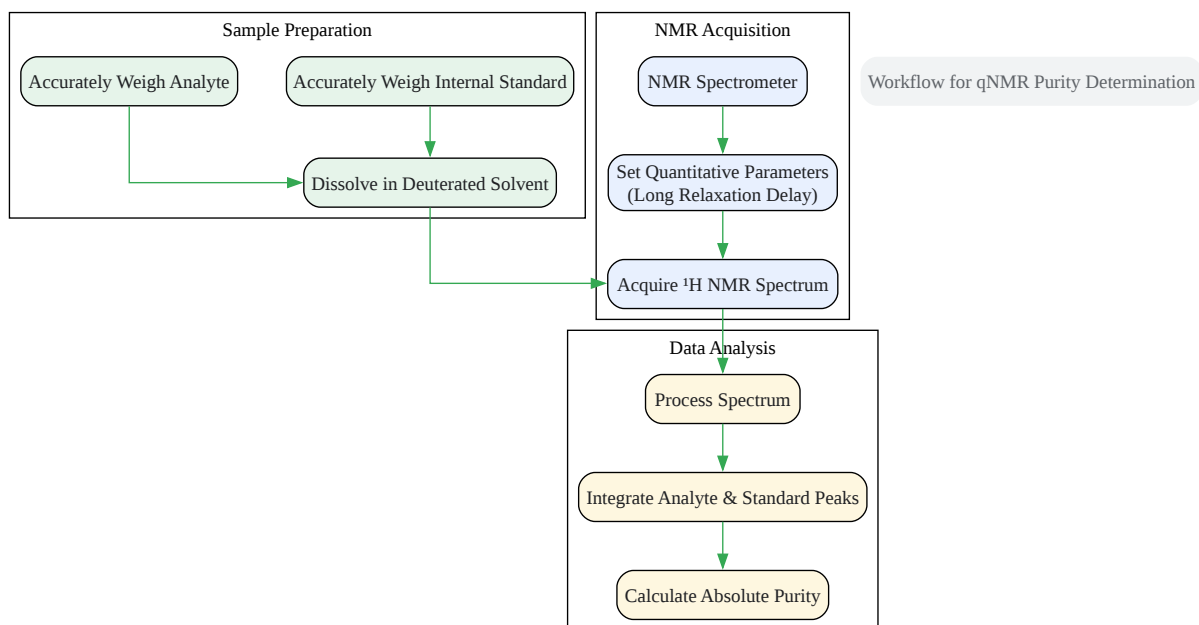 Sample Preparation
Accurately Weigh Analyte
Accurately Weigh Internal Standard
Dissolve in Deuterated Solvent
NMR Acquisition
NMR Spectrometer
Set Quantitative Parameters
(Long Relaxation Delay)
Acquire ¹H NMR Spectrum
Workflow for qNMR Purity Determination
Data Analysis
Process Spectrum
Integrate Analyte & Standard Peaks
Calculate Absolute Purity